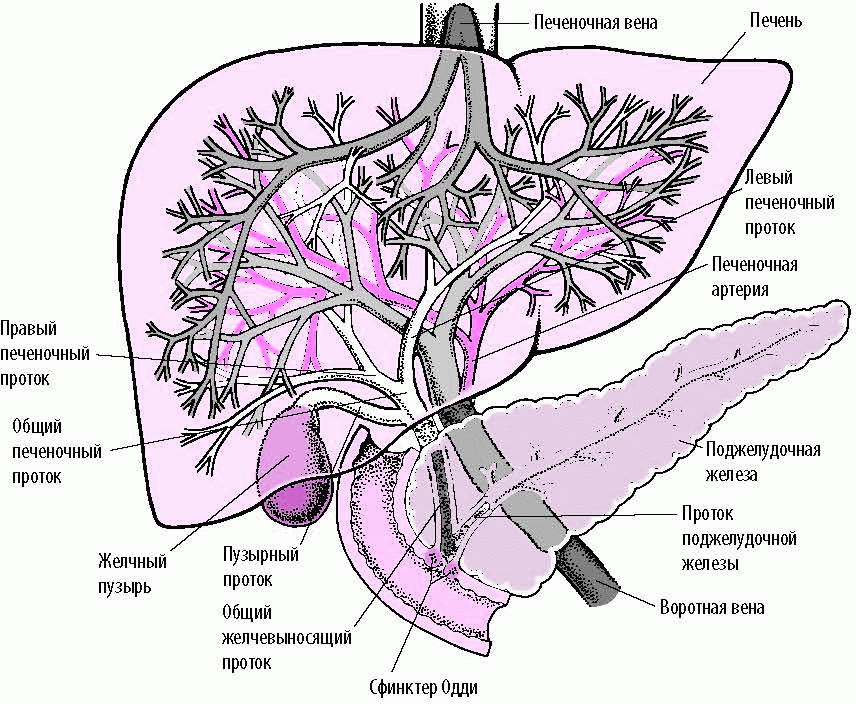 Печеночная вена
Печень
Левый
печеночный
проток
Печеночная
артерия
Правый
печеночный
проток
Общий
печеночный
проток
Поджелудочная
железа
Проток
поджелудочной
железы
Желчный
пузырь
Пузырный
проток
Воротная вена
Общий
желчевыносящий
проток
Сфинктер Одди